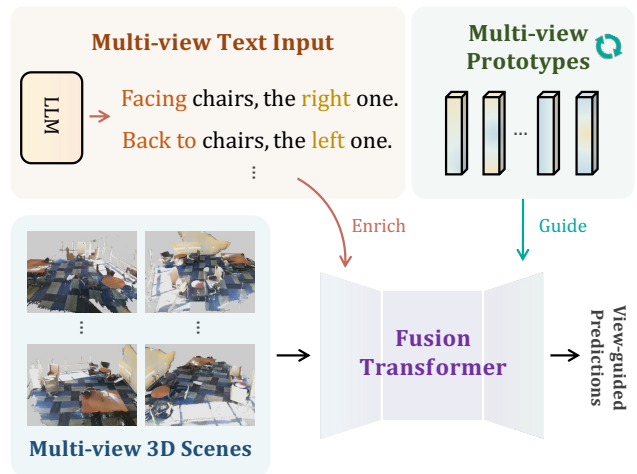 Multi-view Text Input
LLM
Facing chairs, the right one.
Back to chairs, the left one.
⋮
Multi-view
Prototypes
...
Enrich
Guide
⋮
⋮
Multi-view 3D Scenes
Fusion
Transformer
View-guided
Predictions